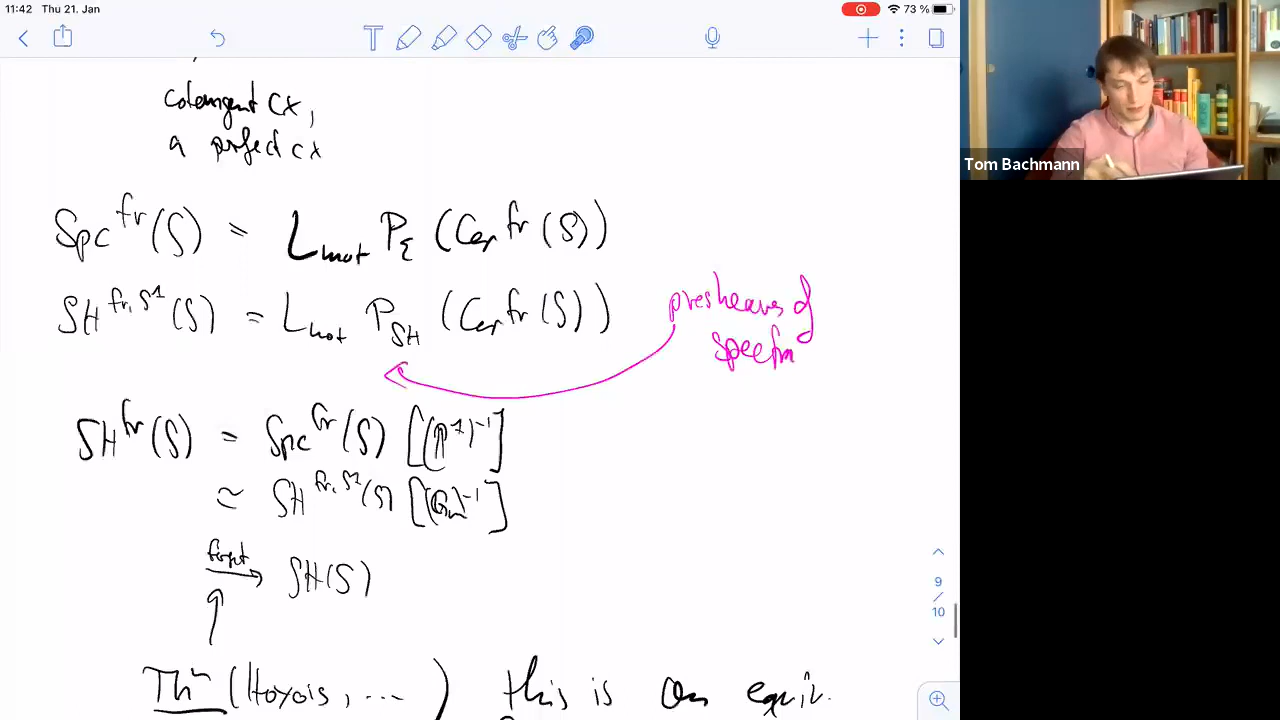 11:42 Thu 21. Jan
73 %
cotangent cx,
a perfect cx
Spc^fr(S) = L_mot P_Σ (Cor^fr(S))
SH^{fr, S^1}(S) = L_mot P_SH (Cor^fr(S))
presheaves of
spectra
SH^fr(S) = Spc^fr(S) [(P^1)^-1]
≃ SH^{fr, S^1}(S) [(G_m)^-1]
forget
→ SH(S)
Th^m (Hoyois, ...) this is an equiv.
9
/
10
Tom Bachmann